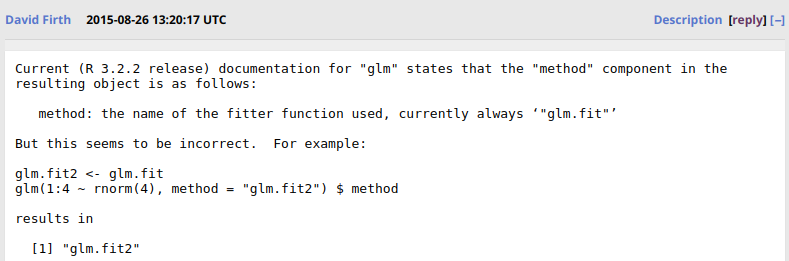 David Firth 2015-08-26 13:20:17 UTC Description [reply] [–]
Current (R 3.2.2 release) documentation for "glm" states that the "method" component in the
resulting object is as follows:
method: the name of the fitter function used, currently always ‘"glm.fit"’
But this seems to be incorrect.  For example:
glm.fit2 <- glm.fit
glm(1:4 ~ rnorm(4), method = "glm.fit2") $ method
results in
[1] "glm.fit2"